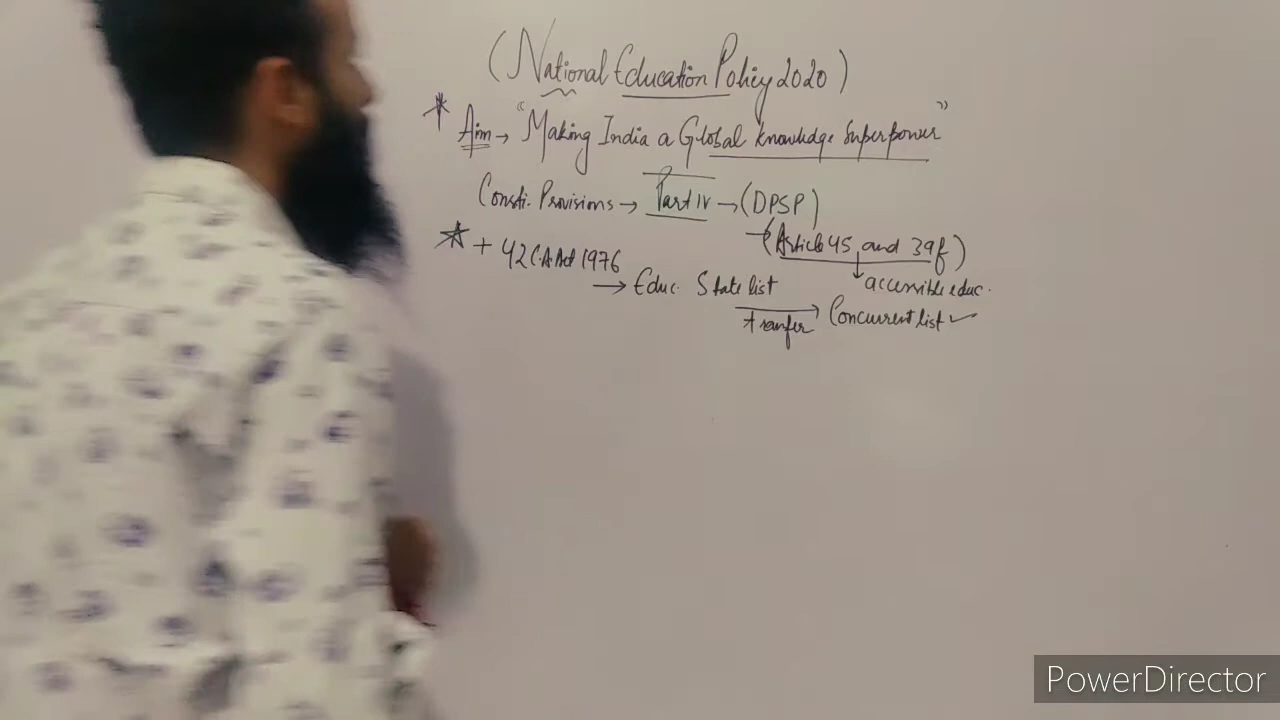 (National Education Policy 2020)
* Aim → "Making India a Global Knowledge Superpower"
Consti. Provisions → Part IV → (DPSP)
→ (Article 45 and 39f)
* + 42 C.A Act 1976
↓ accessible educ.
→ Educ. State list
tranfer → Concurrent list ✓
PowerDirector